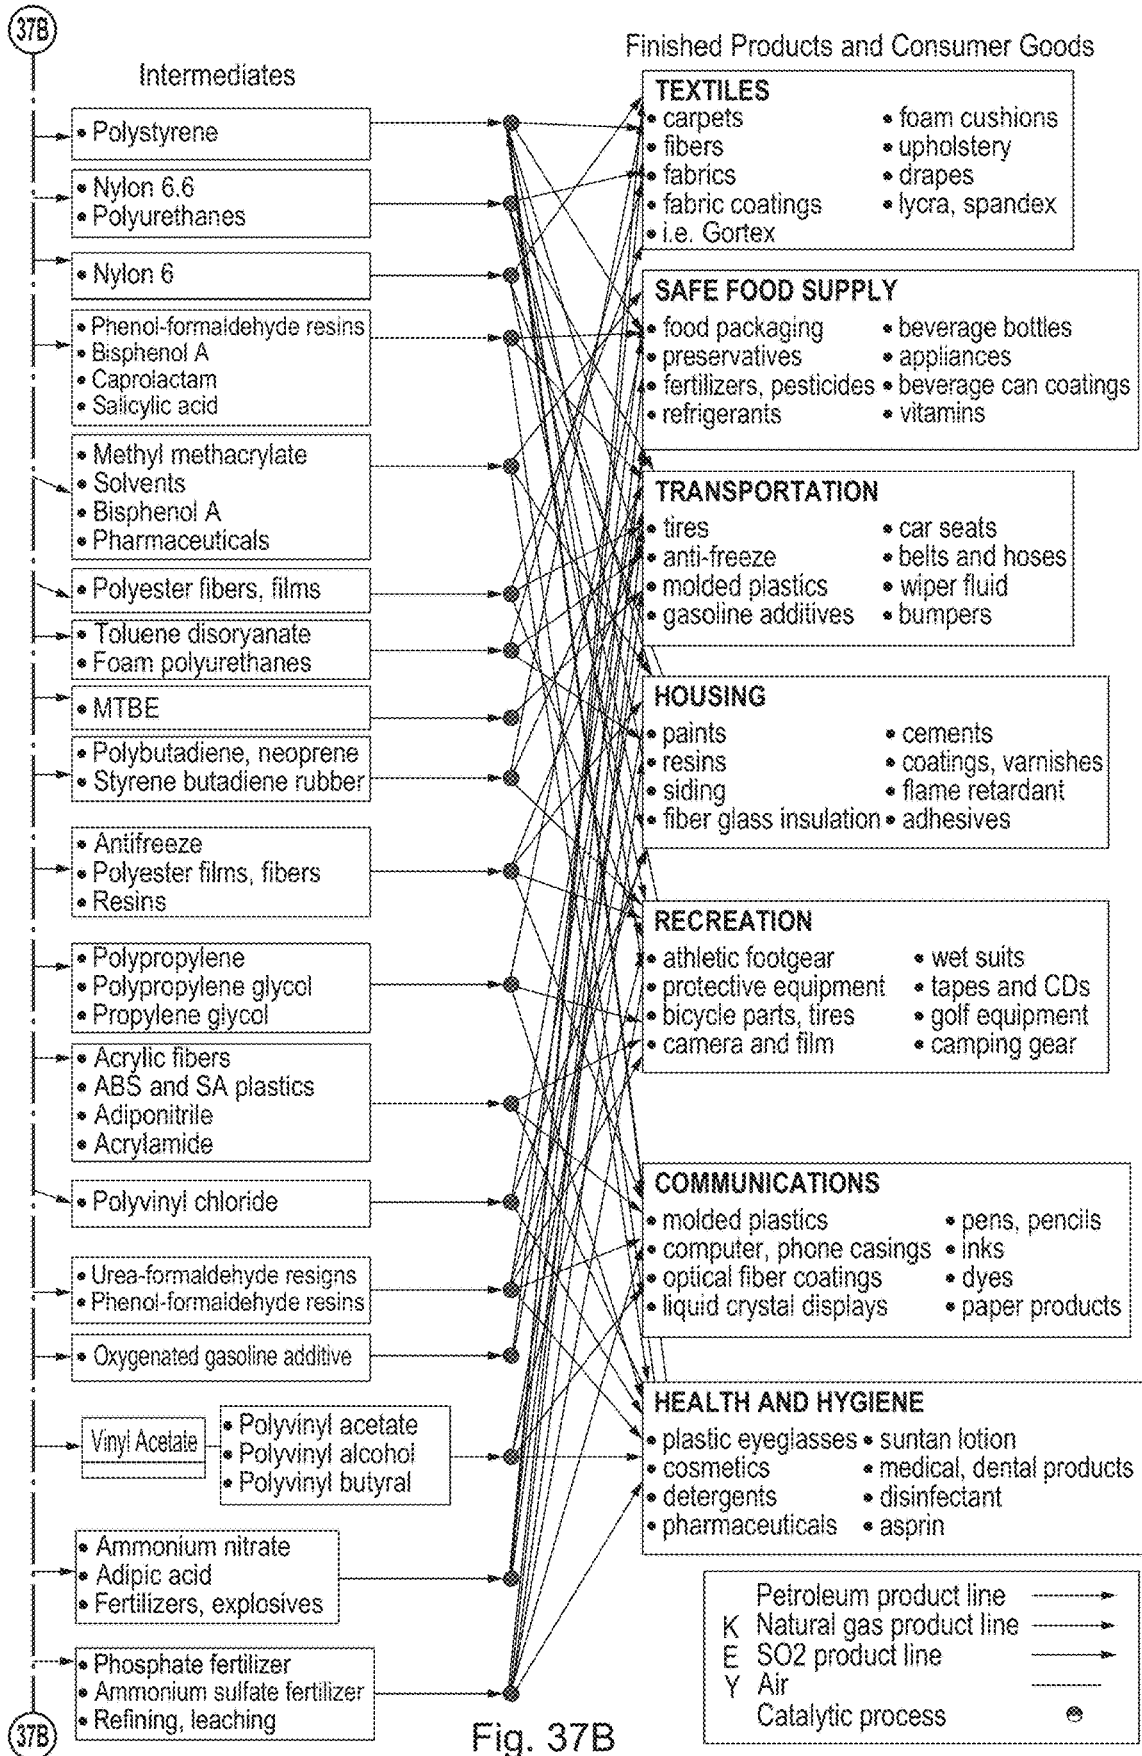 37B
Intermediates
Finished Products and Consumer Goods
• Polystyrene
• Nylon 6.6
• Polyurethanes
• Nylon 6
• Phenol-formaldehyde resins
• Bisphenol A
• Caprolactam
• Salicylic acid
• Methyl methacrylate
• Solvents
• Bisphenol A
• Pharmaceuticals
• Polyester fibers, films
• Toluene disoryanate
• Foam polyurethanes
• MTBE
• Polybutadiene, neoprene
• Styrene butadiene rubber
• Antifreeze
• Polyester films, fibers
• Resins
• Polypropylene
• Polypropylene glycol
• Propylene glycol
• Acrylic fibers
• ABS and SA plastics
• Adiponitrile
• Acrylamide
• Polyvinyl chloride
• Urea-formaldehyde resigns
• Phenol-formaldehyde resins
• Oxygenated gasoline additive
Vinyl Acetate
• Polyvinyl acetate
• Polyvinyl alcohol
• Polyvinyl butyral
• Ammonium nitrate
• Adipic acid
• Fertilizers, explosives
• Phosphate fertilizer
• Ammonium sulfate fertilizer
• Refining, leaching
37B
TEXTILES
• carpets • foam cushions
• fibers • upholstery
• fabrics • drapes
• fabric coatings • lycra, spandex
• i.e. Gortex
SAFE FOOD SUPPLY
• food packaging • beverage bottles
• preservatives • appliances
• fertilizers, pesticides • beverage can coatings
• refrigerants • vitamins
TRANSPORTATION
• tires • car seats
• anti-freeze • belts and hoses
• molded plastics • wiper fluid
• gasoline additives • bumpers
HOUSING
• paints • cements
• resins • coatings, varnishes
• siding • flame retardant
• fiber glass insulation • adhesives
RECREATION
• athletic footgear • wet suits
• protective equipment • tapes and CDs
• bicycle parts, tires • golf equipment
• camera and film • camping gear
COMMUNICATIONS
• molded plastics • pens, pencils
• computer, phone casings • inks
• optical fiber coatings • dyes
• liquid crystal displays • paper products
HEALTH AND HYGIENE
• plastic eyeglasses • suntan lotion
• cosmetics • medical, dental products
• detergents • disinfectant
• pharmaceuticals • asprin
Petroleum product line
K Natural gas product line
E SO2 product line
Y Air
Catalytic process
Fig. 37B